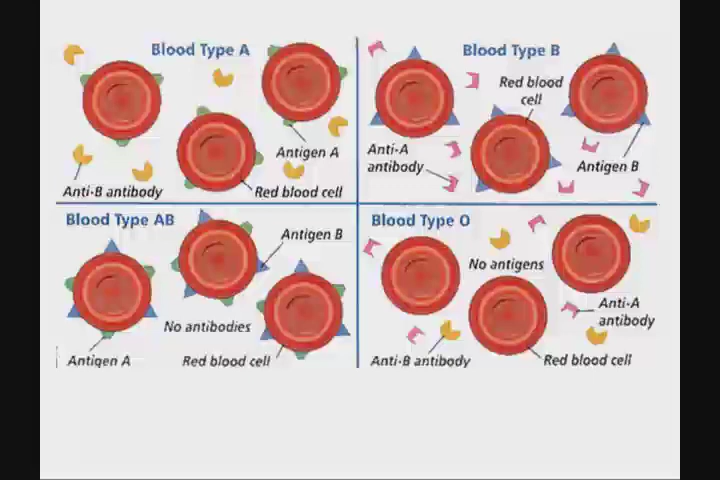 Blood Type A
Antigen A
Anti-B antibody
Red blood cell
Blood Type B
Red blood
cell
Anti-A
antibody
Antigen B
Blood Type AB
Antigen B
No antibodies
Antigen A
Red blood cell
Blood Type O
No antigens
Anti-A
antibody
Anti-B antibody
Red blood cell